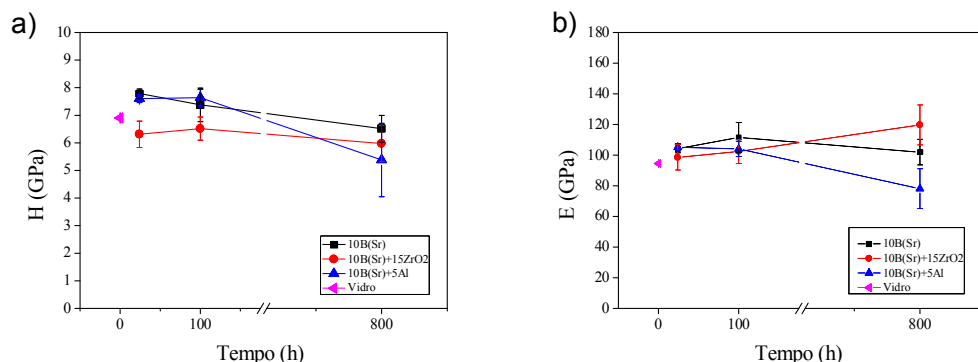 a)
10
9
8
7
6
5
4
3
2
1
0
H (GPa)
10B(Sr)
10B(Sr)+15ZrO2
10B(Sr)+5Al
Vidro
0
100
800
Tempo (h)
b)
180
160
140
120
100
80
60
40
20
0
E (GPa)
10B(Sr)
10B(Sr)+15ZrO2
10B(Sr)+5Al
Vidro
0
100
800
Tempo (h)